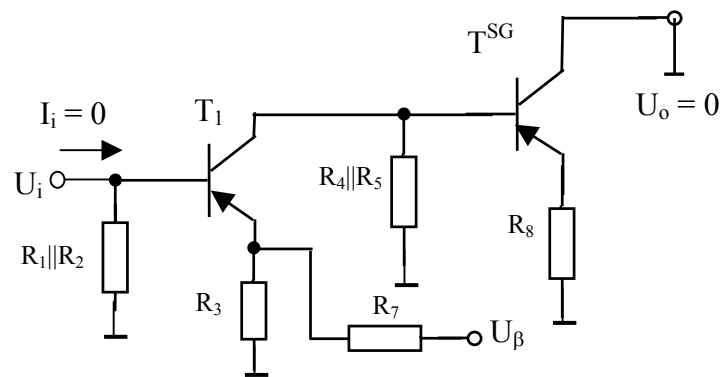 T^SG
I_i = 0
T_1
U_o = 0
U_i
R_4||R_5
R_1||R_2
R_8
R_3
R_7
U_β